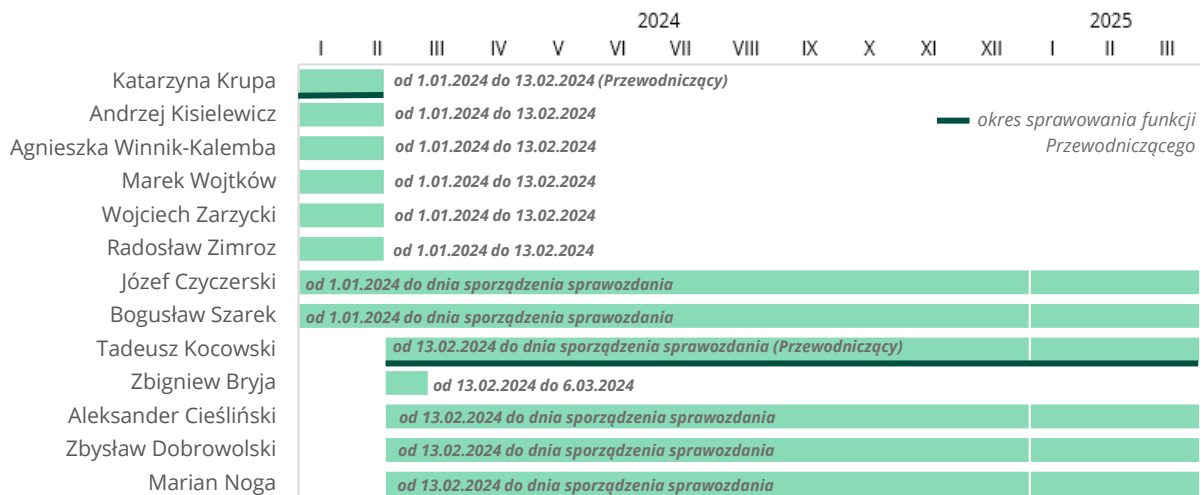 2024 2025
I II III IV V VI VII VIII IX X XI XII I II III
Katarzyna Krupa od 1.01.2024 do 13.02.2024 (Przewodniczący)
Andrzej Kisielewicz od 1.01.2024 do 13.02.2024
okres sprawowania funkcji
Agnieszka Winnik-Kalemba od 1.01.2024 do 13.02.2024
Przewodniczącego
Marek Wojtków od 1.01.2024 do 13.02.2024
Wojciech Zarzycki od 1.01.2024 do 13.02.2024
Radosław Zimroz od 1.01.2024 do 13.02.2024
Józef Czyczerski od 1.01.2024 do dnia sporządzenia sprawozdania
Bogusław Szarek od 1.01.2024 do dnia sporządzenia sprawozdania
Tadeusz Kocowski od 13.02.2024 do dnia sporządzenia sprawozdania (Przewodniczący)
Zbigniew Bryja od 13.02.2024 do 6.03.2024
Aleksander Cieśliński od 13.02.2024 do dnia sporządzenia sprawozdania
Zbysław Dobrowolski od 13.02.2024 do dnia sporządzenia sprawozdania
Marian Noga od 13.02.2024 do dnia sporządzenia sprawozdania